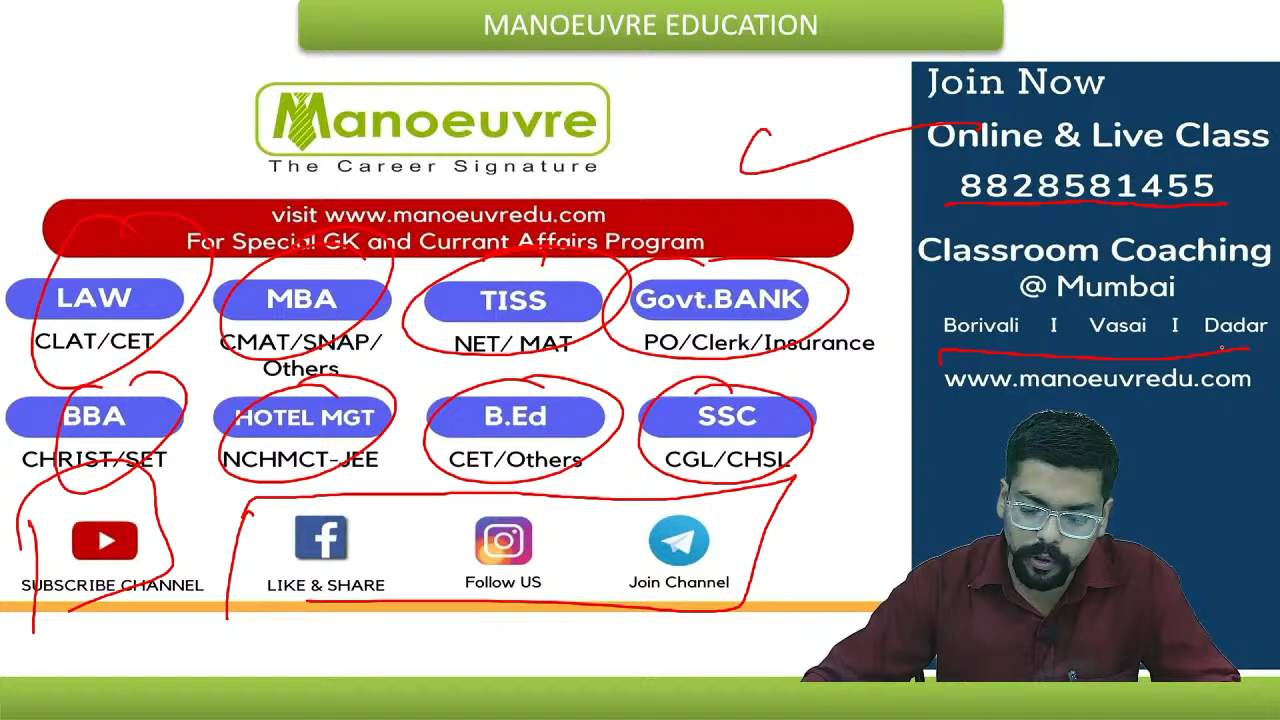 MANOEUVRE EDUCATION
Manoeuvre
The Career Signature
visit www.manoeuvredu.com
For Special GK and Currant Affairs Program
LAW
CLAT/CET
MBA
CMAT/SNAP/
Others
TISS
NET/ MAT
Govt.BANK
PO/Clerk/Insurance
BBA
CHRIST/SET
HOTEL MGT
NCHMCT-JEE
B.Ed
CET/Others
SSC
CGL/CHSL
SUBSCRIBE CHANNEL
LIKE & SHARE
Follow US
Join Channel
Join Now
Online & Live Class
8828581455
Classroom Coaching
@ Mumbai
Borivali I Vasai I Dadar
www.manoeuvredu.com